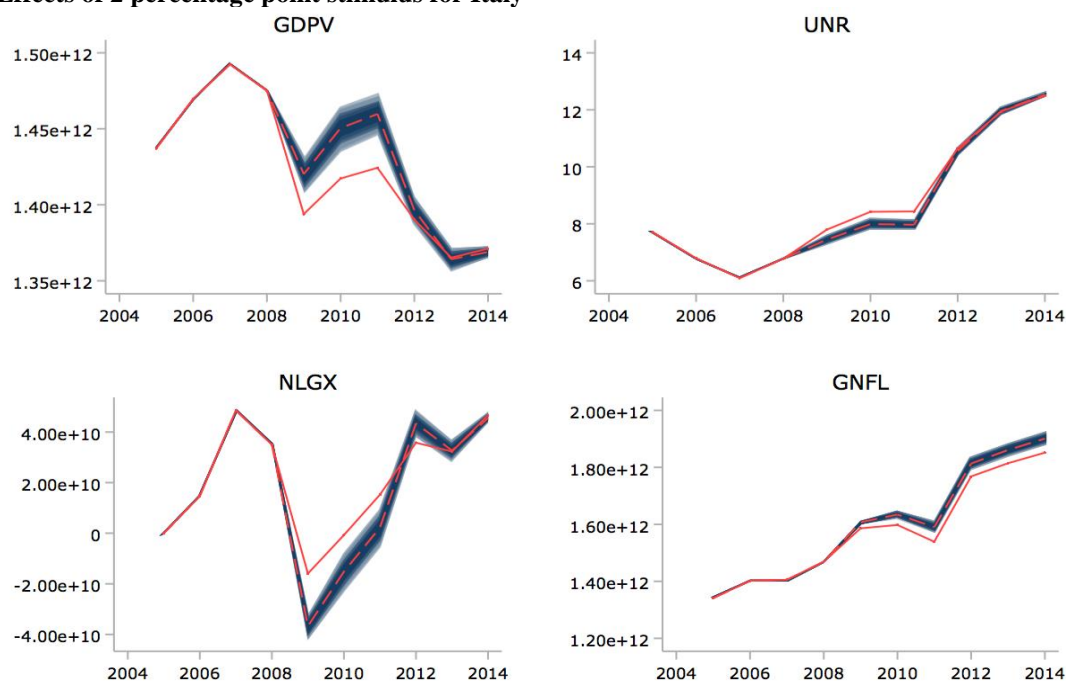 Effects of 2 percentage point stimulus for Italy
GDPV
1.50e+12
1.45e+12
1.40e+12
1.35e+12
2004 2006 2008 2010 2012 2014
UNR
14
12
10
8
6
2004 2006 2008 2010 2012 2014
NLGX
4.00e+10
2.00e+10
0
-2.00e+10
-4.00e+10
2004 2006 2008 2010 2012 2014
GNFL
2.00e+12
1.80e+12
1.60e+12
1.40e+12
1.20e+12
2004 2006 2008 2010 2012 2014